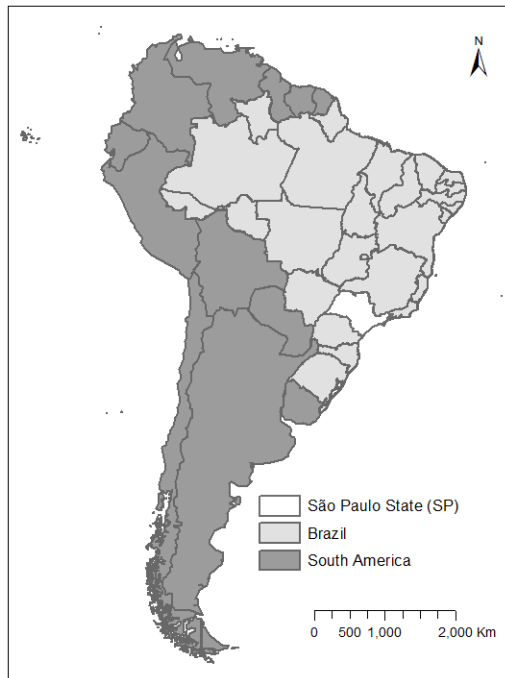 N
São Paulo State (SP)
Brazil
South America
0 500 1,000 2,000 Km